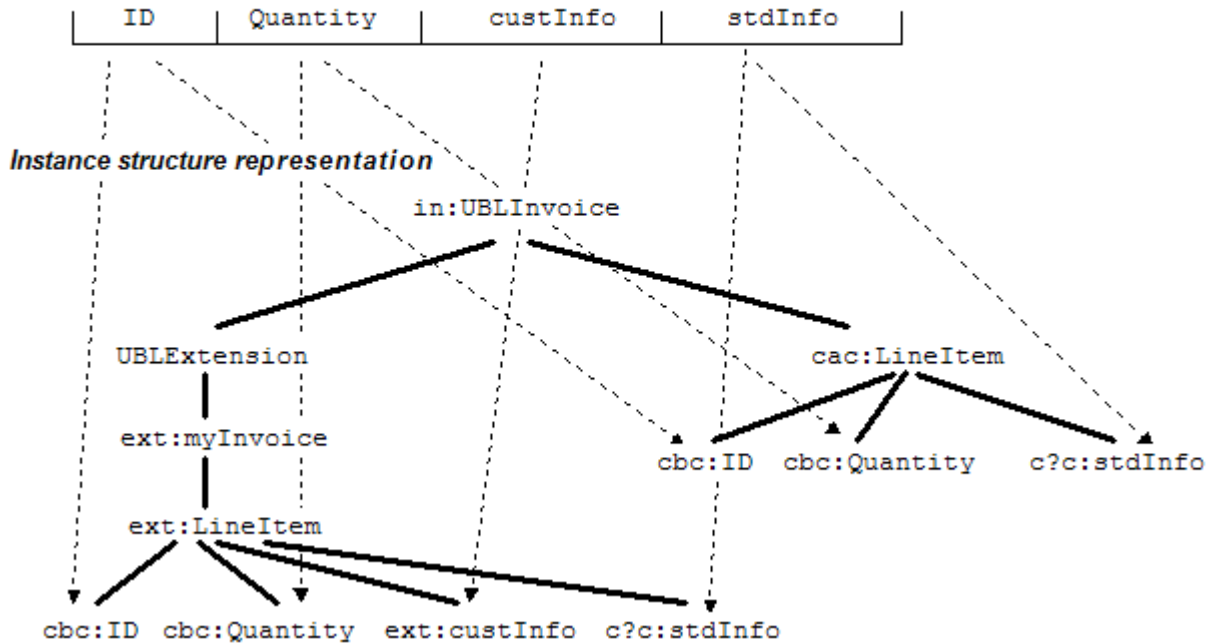 ID Quantity custInfo stdInfo
Instance structure representation
in:UBLInvoice
UBLExtension cac:LineItem
ext:myInvoice
cbc:ID cbc:Quantity c?c:stdInfo
ext:LineItem
cbc:ID cbc:Quantity ext:custInfo c?c:stdInfo